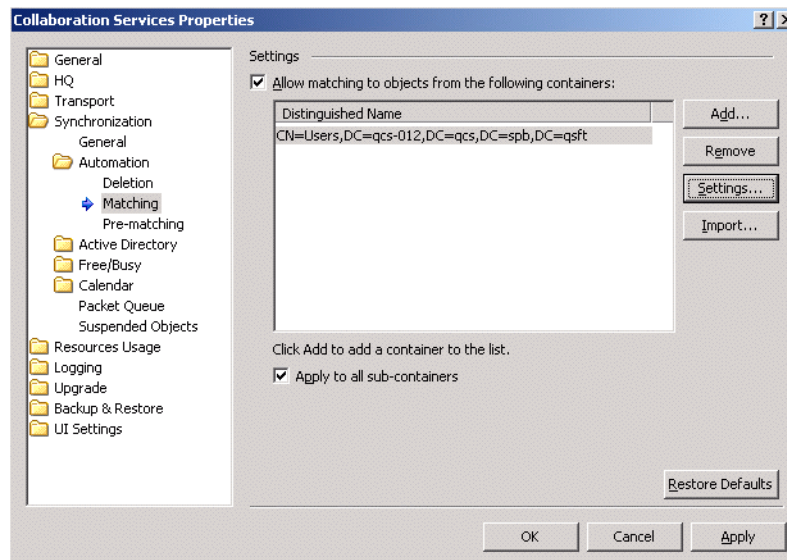 Collaboration Services Properties
General
HQ
Transport
Synchronization
General
Automation
Deletion
Matching
Pre-matching
Active Directory
Free/Busy
Calendar
Packet Queue
Suspended Objects
Resources Usage
Logging
Upgrade
Backup & Restore
UI Settings
Settings
Allow matching to objects from the following containers:
Distinguished Name
CN=Users,DC=qcs-012,DC=qcs,DC=spb,DC=qsft
Add...
Remove
Settings...
Import...
Click Add to add a container to the list.
Apply to all sub-containers
Restore Defaults
OK Cancel Apply